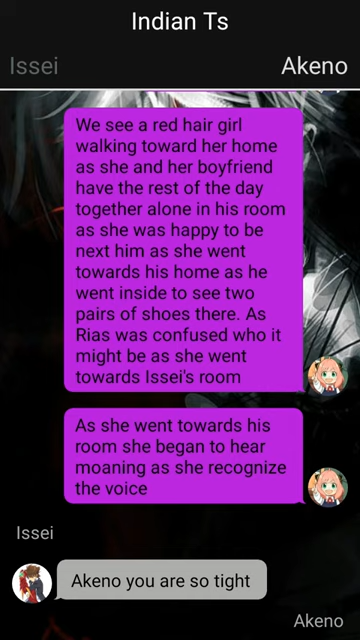 Indian Ts
Issei
Akeno
We see a red hair girl
walking toward her home
as she and her boyfriend
have the rest of the day
together alone in his room
as she was happy to be
next him as she went
towards his home as he
went inside to see two
pairs of shoes there. As
Rias was confused who it
might be as she went
towards Issei's room
As she went towards his
room she began to hear
moaning as she recognize
the voice
Issei
Akeno you are so tight
Akeno